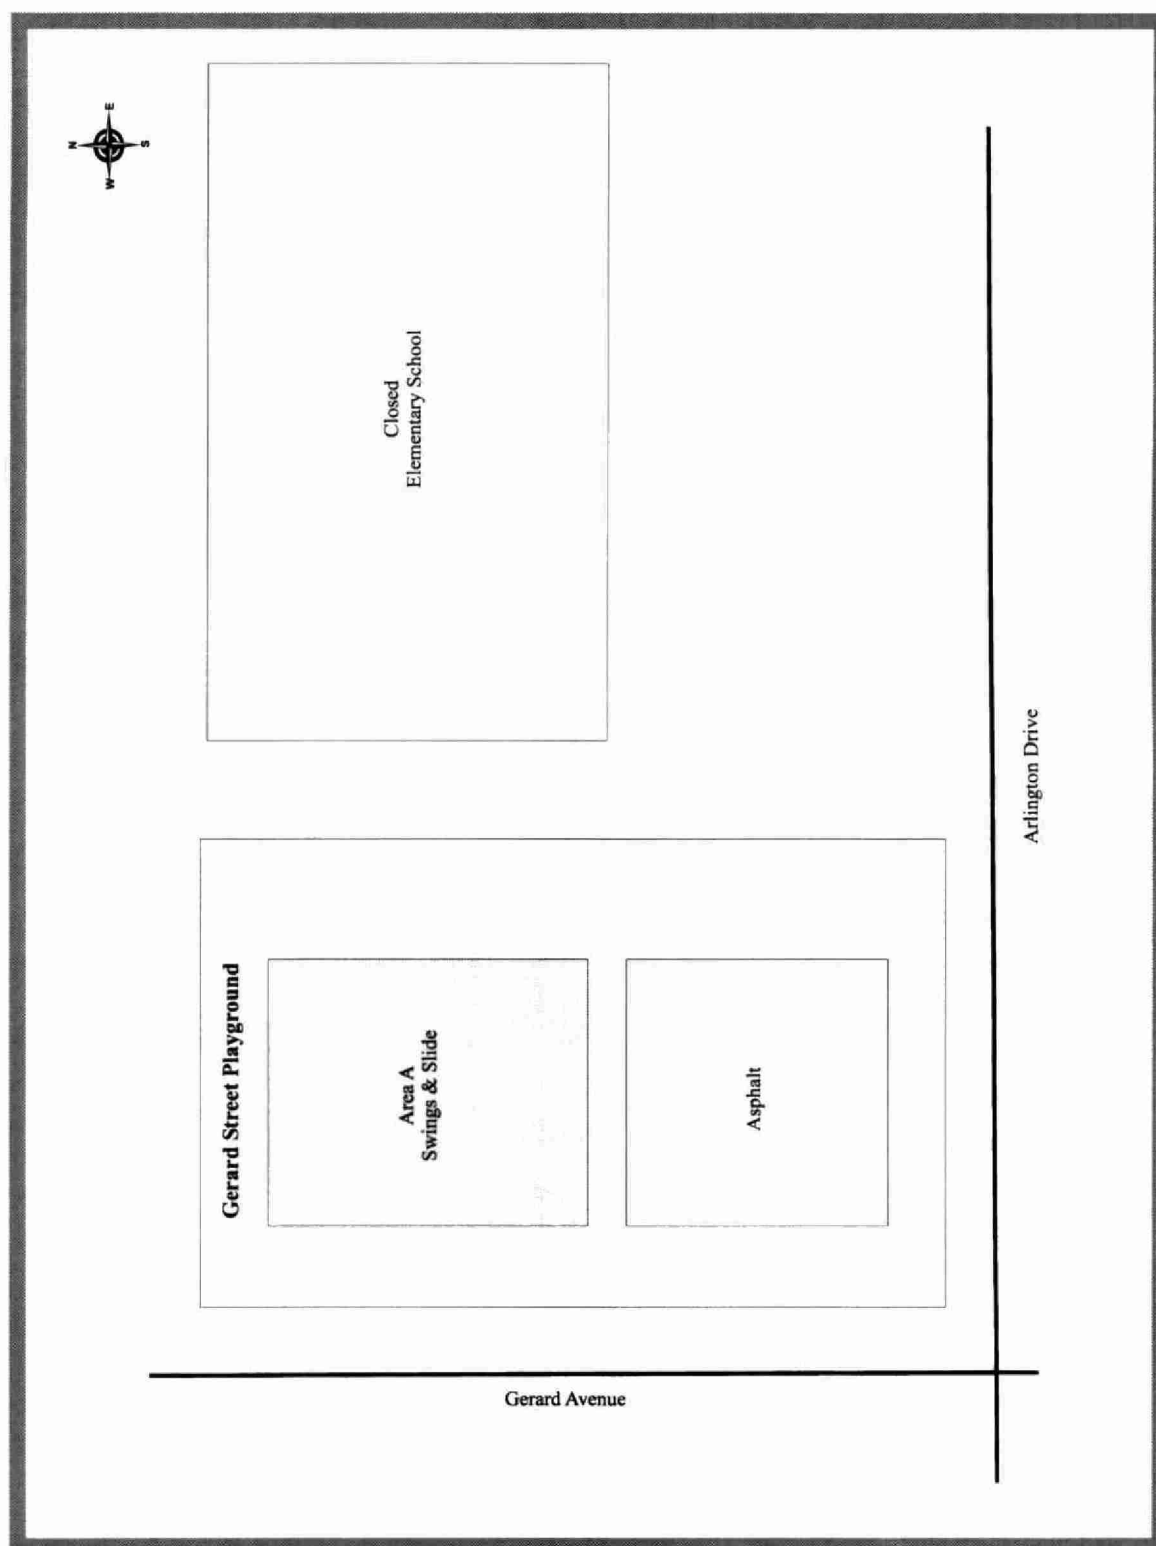 N
W
E
S
Closed
Elementary School
Gerard Street Playground
Area A
Swings & Slide
Asphalt
Gerard Avenue
Arlington Drive